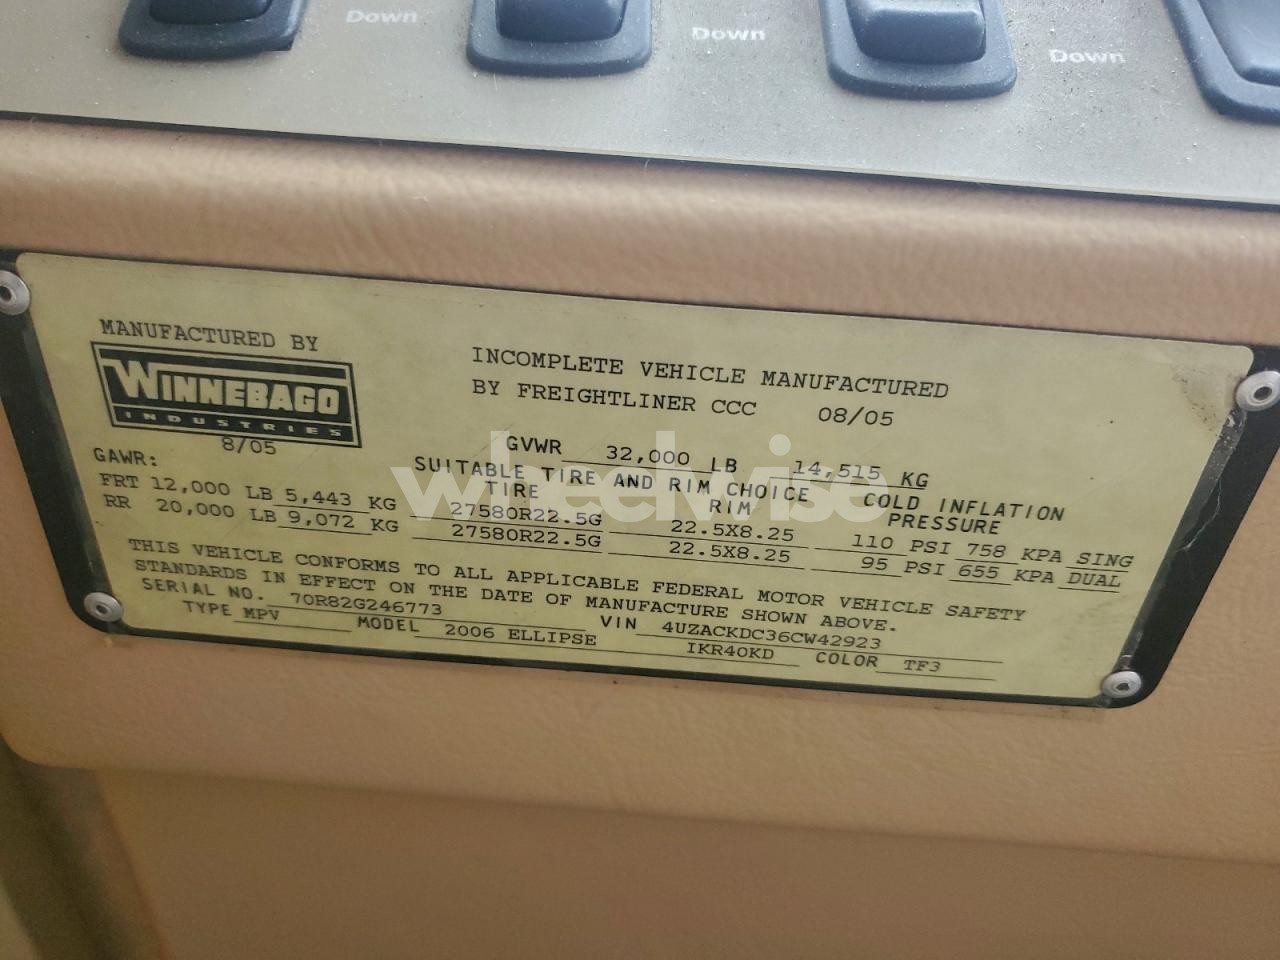 Down
Down
Down
MANUFACTURED BY
WINNEBAGO
INDUSTRIES
8/05
INCOMPLETE VEHICLE MANUFACTURED
BY FREIGHTLINER CCC 08/05
GVWR 32,000 LB 14,515 KG
GAWR:
SUITABLE TIRE AND RIM CHOICE
TIRE RIM COLD INFLATION PRESSURE
FRT 12,000 LB 5,443 KG 27580R22.5G 22.5X8.25 110 PSI 758 KPA SING
RR 20,000 LB 9,072 KG 27580R22.5G 22.5X8.25 95 PSI 655 KPA DUAL
THIS VEHICLE CONFORMS TO ALL APPLICABLE FEDERAL MOTOR VEHICLE SAFETY
STANDARDS IN EFFECT ON THE DATE OF MANUFACTURE SHOWN ABOVE.
SERIAL NO. 70R82G246773 VIN 4UZACKDC36CW42923
TYPE MPV MODEL 2006 ELLIPSE IKR40KD COLOR TF3
wheelwise